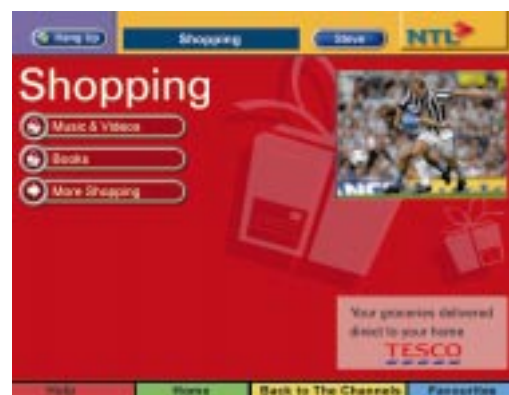 Hang Up
Shopping
Steve
NTL
Shopping
Music & Videos
Books
More Shopping
Your groceries delivered
direct to your home
TESCO
Help
Home
Back to The Channels
Favourites